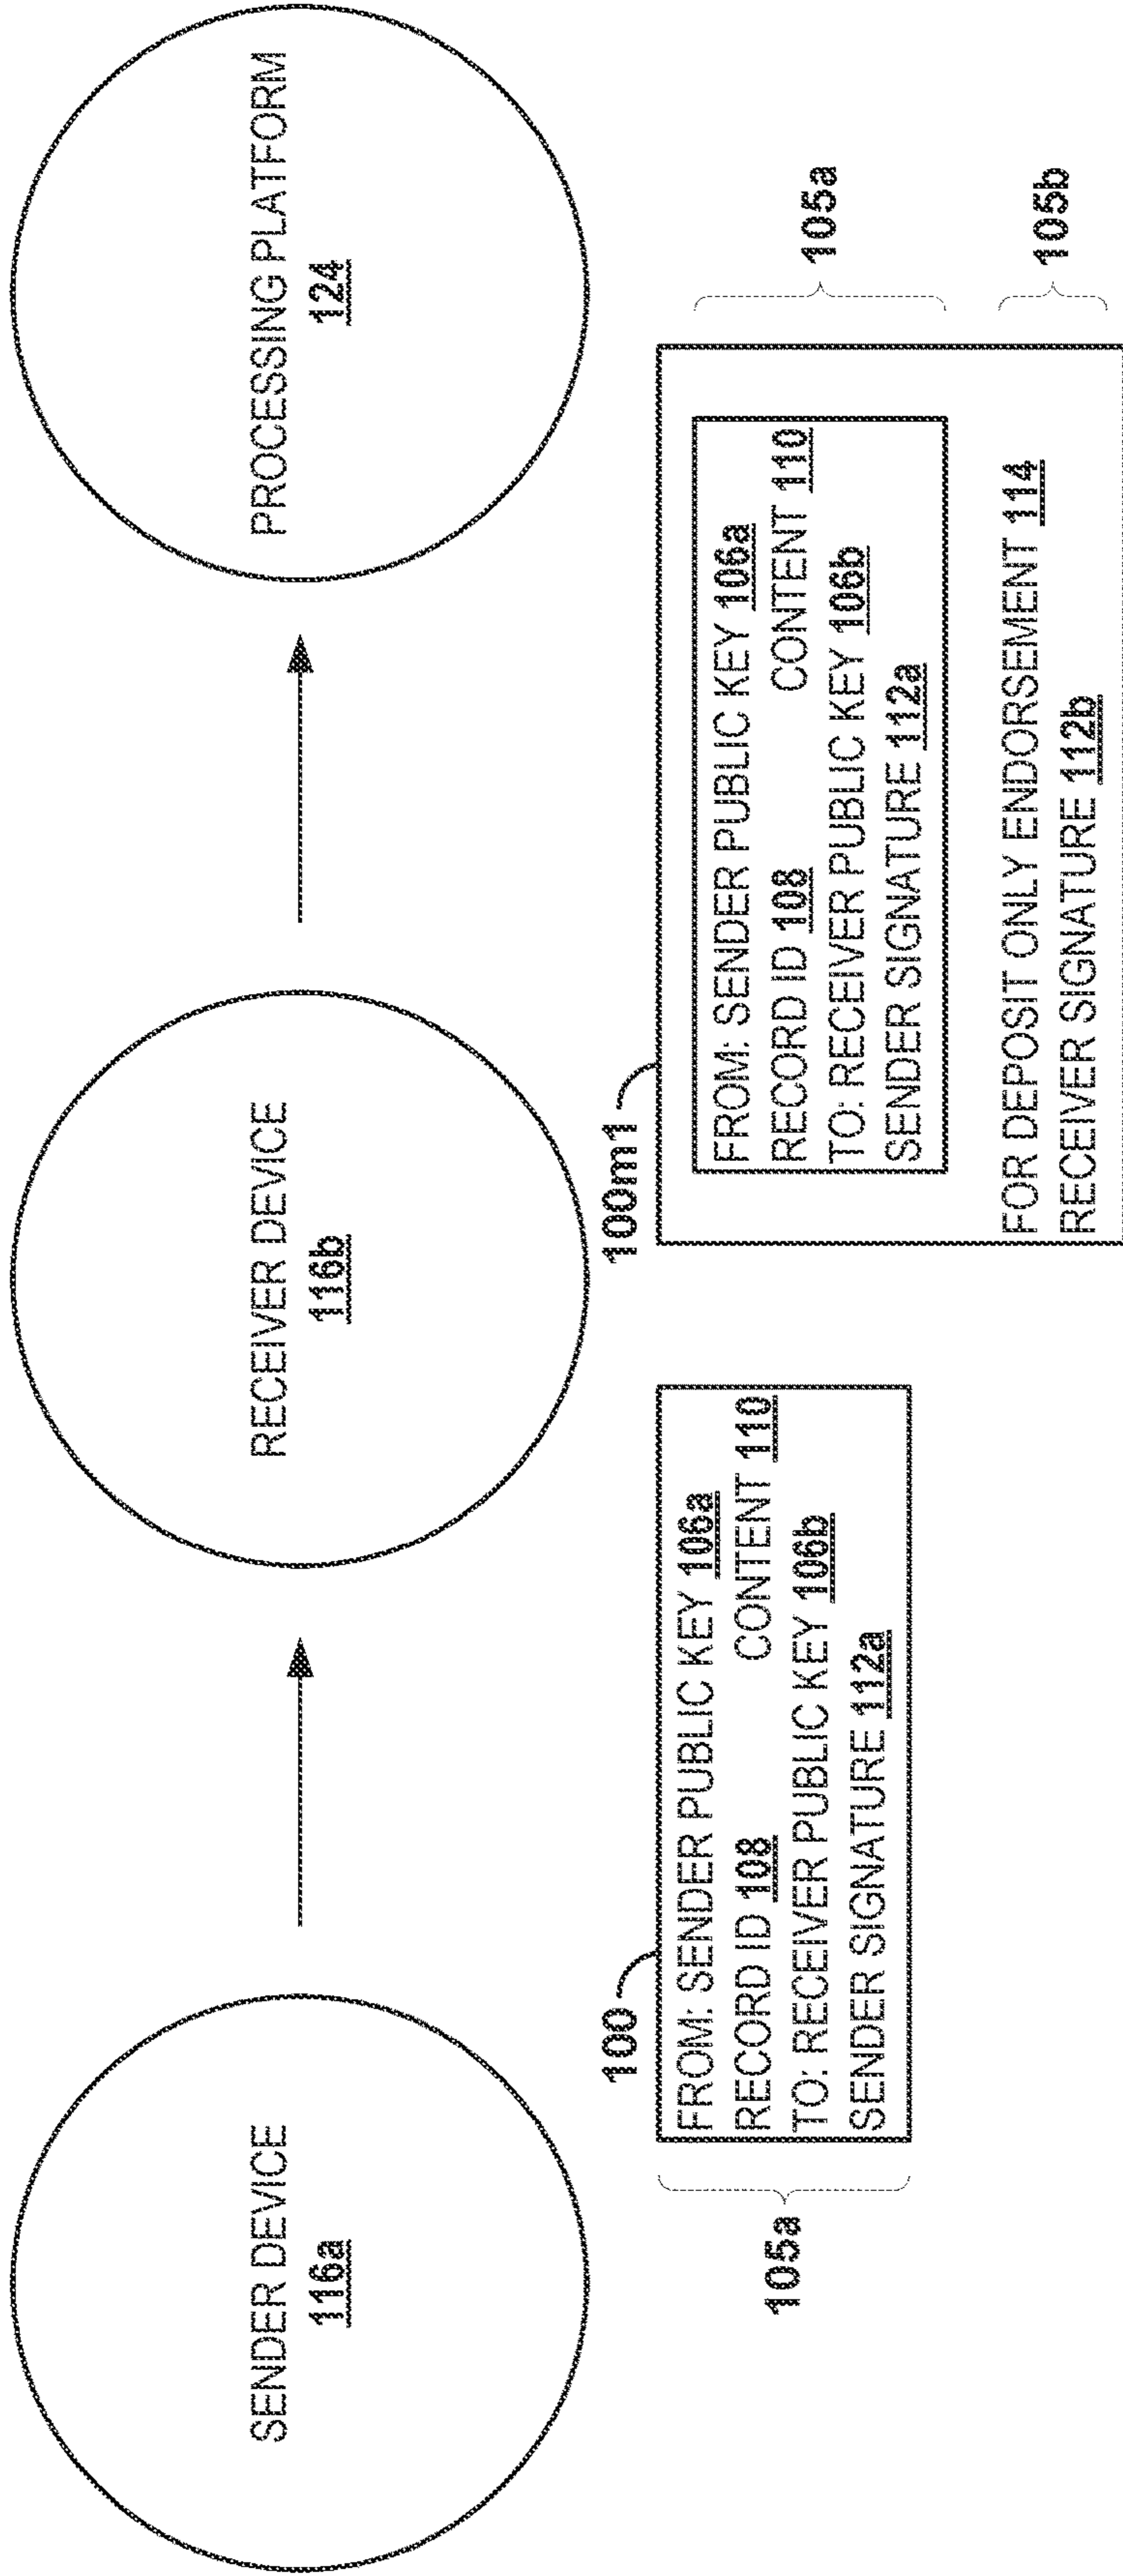 SENDER DEVICE
116a
RECEIVER DEVICE
116b
PROCESSING PLATFORM
124
100
105a
FROM: SENDER PUBLIC KEY 106a
RECORD ID 108 CONTENT 110
TO: RECEIVER PUBLIC KEY 106b
SENDER SIGNATURE 112a
100m1
FROM: SENDER PUBLIC KEY 106a
RECORD ID 108 CONTENT 110
TO: RECEIVER PUBLIC KEY 106b
SENDER SIGNATURE 112a
105a
FOR DEPOSIT ONLY ENDORSEMENT 114
RECEIVER SIGNATURE 112b
105b